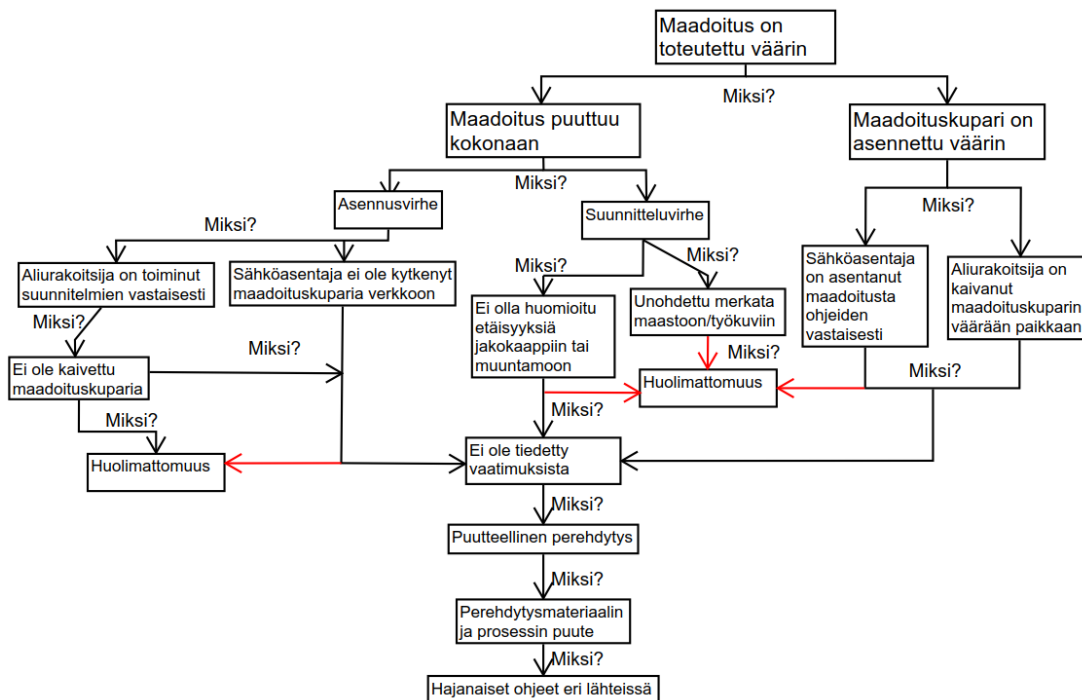 Maadoitus on
toteutettu väärin
Miksi?
Maadoitus puuttuu
kokonaan
Maadoituskupari on
asennettu väärin
Miksi?
Asennusvirhe
Suunnitteluvirhe
Miksi?
Miksi?
Miksi?
Miksi?
Aliurakoitsija on toiminut
suunnitelmien vastaisesti
Sähköasentaja ei ole kytkenyt
maadoituskuparia verkkoon
Ei olla huomioitu
etäisyyksiä
jakokaappiin tai
muuntamoon
Unohdettu merkata
maastoon/työkuviin
Sähköasentaja
on asentanut
maadoitusta
ohjeiden
vastaisesti
Aliurakoitsija on
kaivanut
maadoituskuparin
väärään paikkaan
Miksi?
Miksi?
Miksi?
Miksi?
Ei ole kaivettu
maadoituskuparia
Huolimattomuus
Miksi?
Miksi?
Huolimattomuus
Ei ole tiedetty
vaatimuksista
Miksi?
Puutteellinen perehdytys
Miksi?
Perehdytysmateriaalin
ja prosessin puute
Miksi?
Hajanaiset ohjeet eri lähteissä